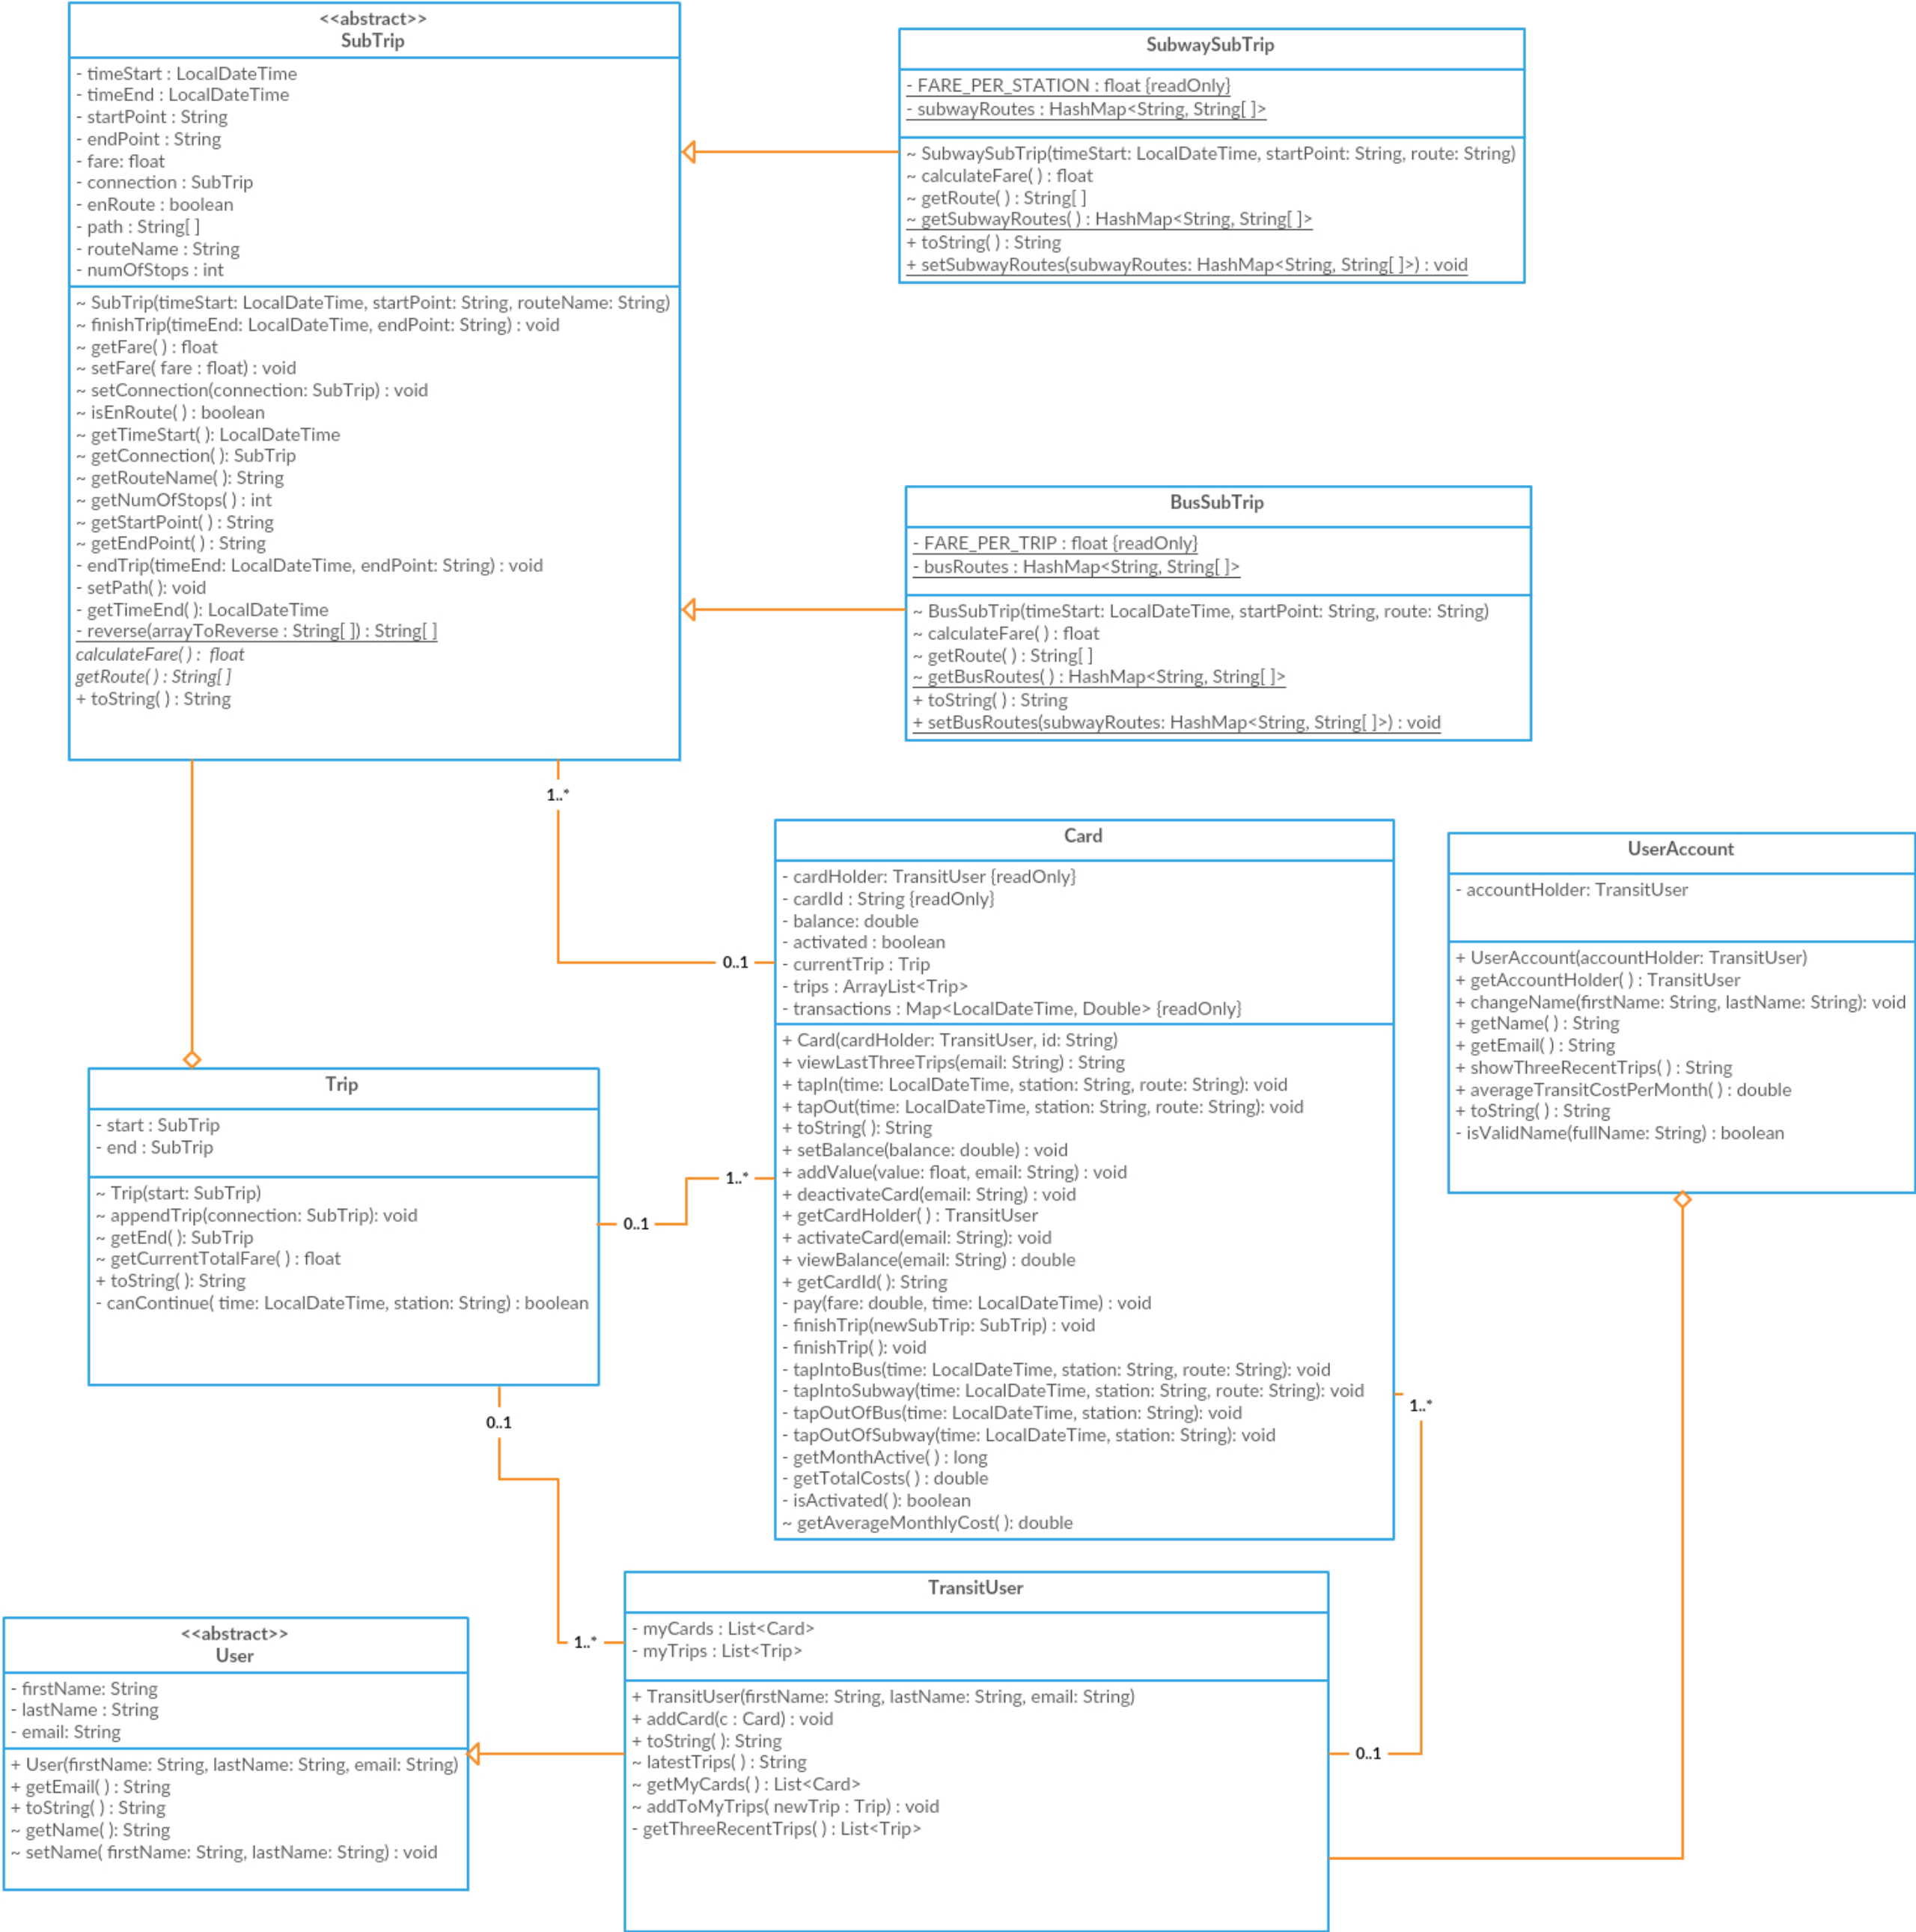 <<abstract>>
SubTrip
- timeStart : LocalDateTime
- timeEnd : LocalDateTime
- startPoint : String
- endPoint : String
- fare: float
- connection : SubTrip
- enRoute : boolean
- path : String[ ]
- routeName : String
- numOfStops : int
~ SubTrip(timeStart: LocalDateTime, startPoint: String, routeName: String)
~ finishTrip(timeEnd: LocalDateTime, endPoint: String) : void
~ getFare( ) : float
~ setFare( fare : float) : void
~ setConnection(connection: SubTrip) : void
~ isEnRoute( ) : boolean
~ getTimeStart( ): LocalDateTime
~ getConnection( ): SubTrip
~ getRouteName( ): String
~ getNumOfStops( ) : int
~ getStartPoint( ) : String
~ getEndPoint( ) : String
- endTrip(timeEnd: LocalDateTime, endPoint: String) : void
- setPath( ): void
- getTimeEnd( ): LocalDateTime
- reverse(arrayToReverse : String[ ]) : String[ ]
calculateFare( ) : float
getRoute( ) : String[ ]
+ toString( ) : String
SubwaySubTrip
- FARE_PER_STATION : float {readOnly}
- subwayRoutes : HashMap<String, String[ ]>
~ SubwaySubTrip(timeStart: LocalDateTime, startPoint: String, route: String)
~ calculateFare( ) : float
~ getRoute( ) : String[ ]
~ getSubwayRoutes( ) : HashMap<String, String[ ]>
+ toString( ) : String
+ setSubwayRoutes(subwayRoutes: HashMap<String, String[ ]>) : void
BusSubTrip
- FARE_PER_TRIP : float {readOnly}
- busRoutes : HashMap<String, String[ ]>
~ BusSubTrip(timeStart: LocalDateTime, startPoint: String, route: String)
~ calculateFare( ) : float
~ getRoute( ) : String[ ]
~ getBusRoutes( ) : HashMap<String, String[ ]>
+ toString( ) : String
+ setBusRoutes(subwayRoutes: HashMap<String, String[ ]>) : void
1..*
0..1
Card
- cardHolder: TransitUser {readOnly}
- cardId : String {readOnly}
- balance: double
- activated : boolean
- currentTrip : Trip
- trips : ArrayList<Trip>
- transactions : Map<LocalDateTime, Double> {readOnly}
+ Card(cardHolder: TransitUser, id: String)
+ viewLastThreeTrips(email: String) : String
+ tapIn(time: LocalDateTime, station: String, route: String): void
+ tapOut(time: LocalDateTime, station: String, route: String): void
+ toString( ): String
+ setBalance(balance: double) : void
+ addValue(value: float, email: String) : void
+ deactivateCard(email: String) : void
+ getCardHolder( ) : TransitUser
+ activateCard(email: String): void
+ viewBalance(email: String) : double
+ getCardId( ): String
- pay(fare: double, time: LocalDateTime) : void
- finishTrip(newSubTrip: SubTrip) : void
- finishTrip( ): void
- tapIntoBus(time: LocalDateTime, station: String, route: String): void
- tapIntoSubway(time: LocalDateTime, station: String, route: String): void
- tapOutOfBus(time: LocalDateTime, station: String): void
- tapOutOfSubway(time: LocalDateTime, station: String): void
- getMonthActive( ) : long
- getTotalCosts( ) : double
- isActivated( ): boolean
~ getAverageMonthlyCost( ): double
UserAccount
- accountHolder: TransitUser
+ UserAccount(accountHolder: TransitUser)
+ getAccountHolder( ) : TransitUser
+ changeName(firstName: String, lastName: String): void
+ getName( ) : String
+ getEmail( ) : String
+ showThreeRecentTrips( ) : String
+ averageTransitCostPerMonth( ) : double
+ toString( ) : String
- isValidName(fullName: String) : boolean
Trip
- start : SubTrip
- end : SubTrip
~ Trip(start: SubTrip)
~ appendTrip(connection: SubTrip): void
~ getEnd( ): SubTrip
~ getCurrentTotalFare( ) : float
+ toString( ): String
- canContinue( time: LocalDateTime, station: String) : boolean
1..*
0..1
0..1
1..*
1..*
0..1
TransitUser
- myCards : List<Card>
- myTrips : List<Trip>
+ TransitUser(firstName: String, lastName: String, email: String)
+ addCard(c : Card) : void
+ toString( ): String
~ latestTrips( ) : String
~ getMyCards( ) : List<Card>
~ addToMyTrips( newTrip : Trip) : void
- getThreeRecentTrips( ) : List<Trip>
<<abstract>>
User
- firstName: String
- lastName : String
- email: String
+ User(firstName: String, lastName: String, email: String)
+ getEmail( ) : String
+ toString( ) : String
~ getName( ): String
~ setName( firstName: String, lastName: String) : void